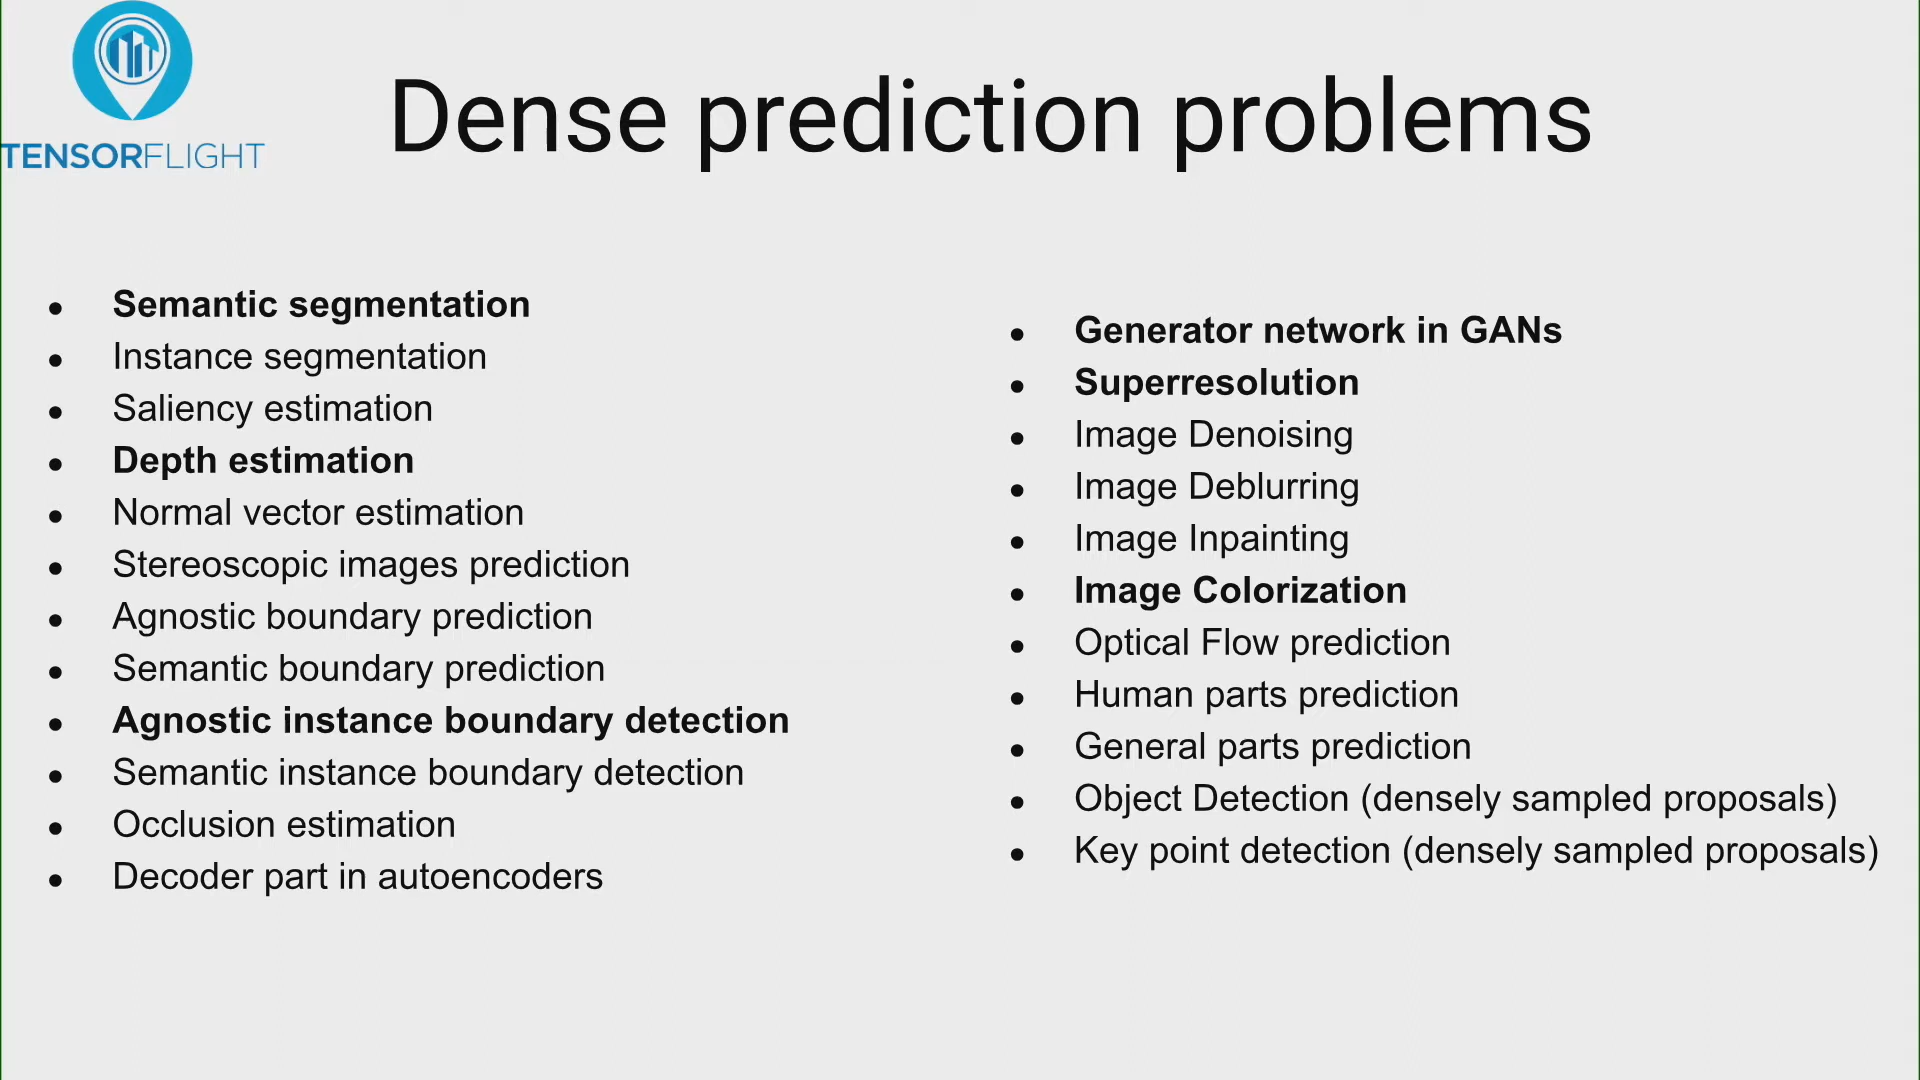 TENSORFLIGHT
Dense prediction problems
● Semantic segmentation
● Instance segmentation
● Saliency estimation
● Depth estimation
● Normal vector estimation
● Stereoscopic images prediction
● Agnostic boundary prediction
● Semantic boundary prediction
● Agnostic instance boundary detection
● Semantic instance boundary detection
● Occlusion estimation
● Decoder part in autoencoders
● Generator network in GANs
● Superresolution
● Image Denoising
● Image Deblurring
● Image Inpainting
● Image Colorization
● Optical Flow prediction
● Human parts prediction
● General parts prediction
● Object Detection (densely sampled proposals)
● Key point detection (densely sampled proposals)